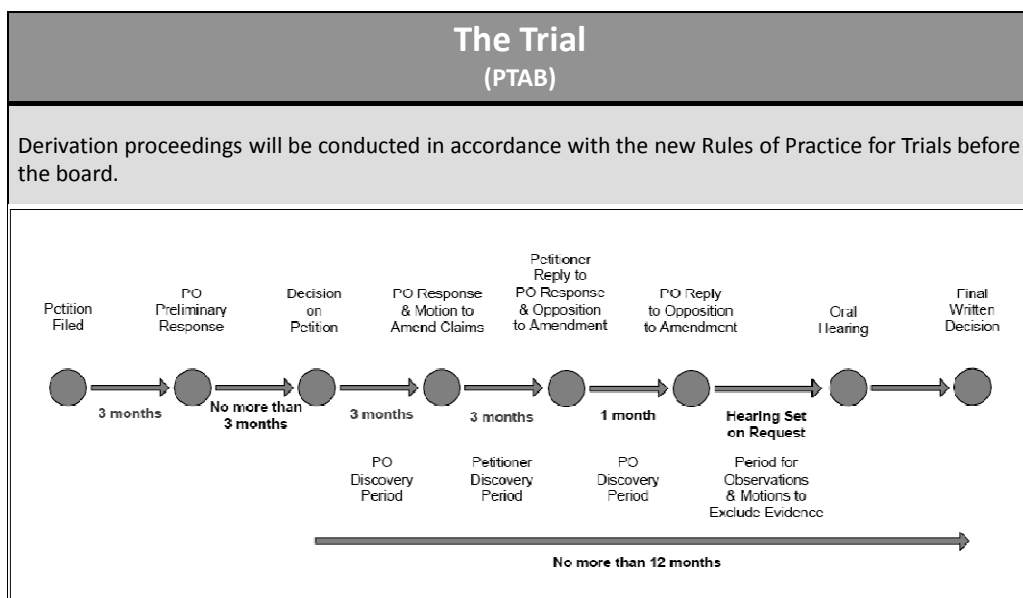 The Trial
(PTAB)
Derivation proceedings will be conducted in accordance with the new Rules of Practice for Trials before
the board.
Petition
Filed
PO
Preliminary
Response
Decision
on
Petition
PO Response
& Motion to
Amend Claims
Petitioner
Reply to
PO Response
& Opposition
to Amendment
PO Reply
to Opposition
to Amendment
Oral
Hearing
Final
Written
Decision
3 months
No more than
3 months
3 months
3 months
1 month
Hearing Set
on Request
PO
Discovery
Period
Petitioner
Discovery
Period
PO
Discovery
Period
Period for
Observations
& Motions to
Exclude Evidence
No more than 12 months